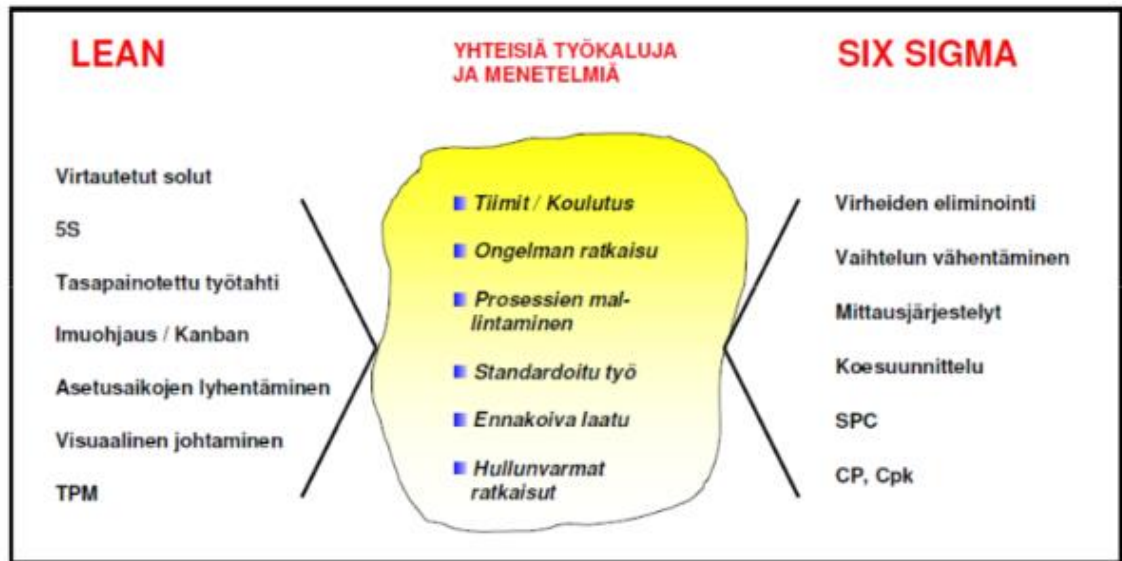 LEAN
YHTEISIÄ TYÖKALUJA
JA MENETELMIÄ
SIX SIGMA
Virtautetut solut
5S
Tasapainotettu työtahti
Imuohjaus / Kanban
Asetusaikojen lyhentäminen
Visuaalinen johtaminen
TPM
Tiimit / Koulutus
Ongelman ratkaisu
Prosessien mal-
lintaminen
Standardoitu työ
Ennakoiva laatu
Hullunvarmat
ratkaisut
Virheiden eliminointi
Vaihtelun vähentäminen
Mittausjärjestelyt
Koesuunnittelu
SPC
CP, Cpk